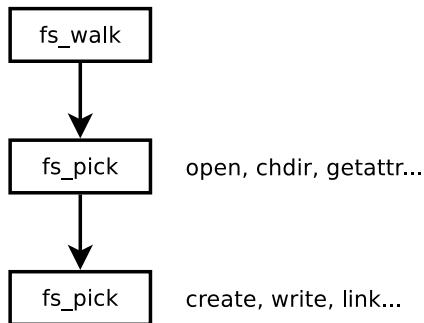 fs_walk
fs_pick open, chdir, getattr...
fs_pick create, write, link...